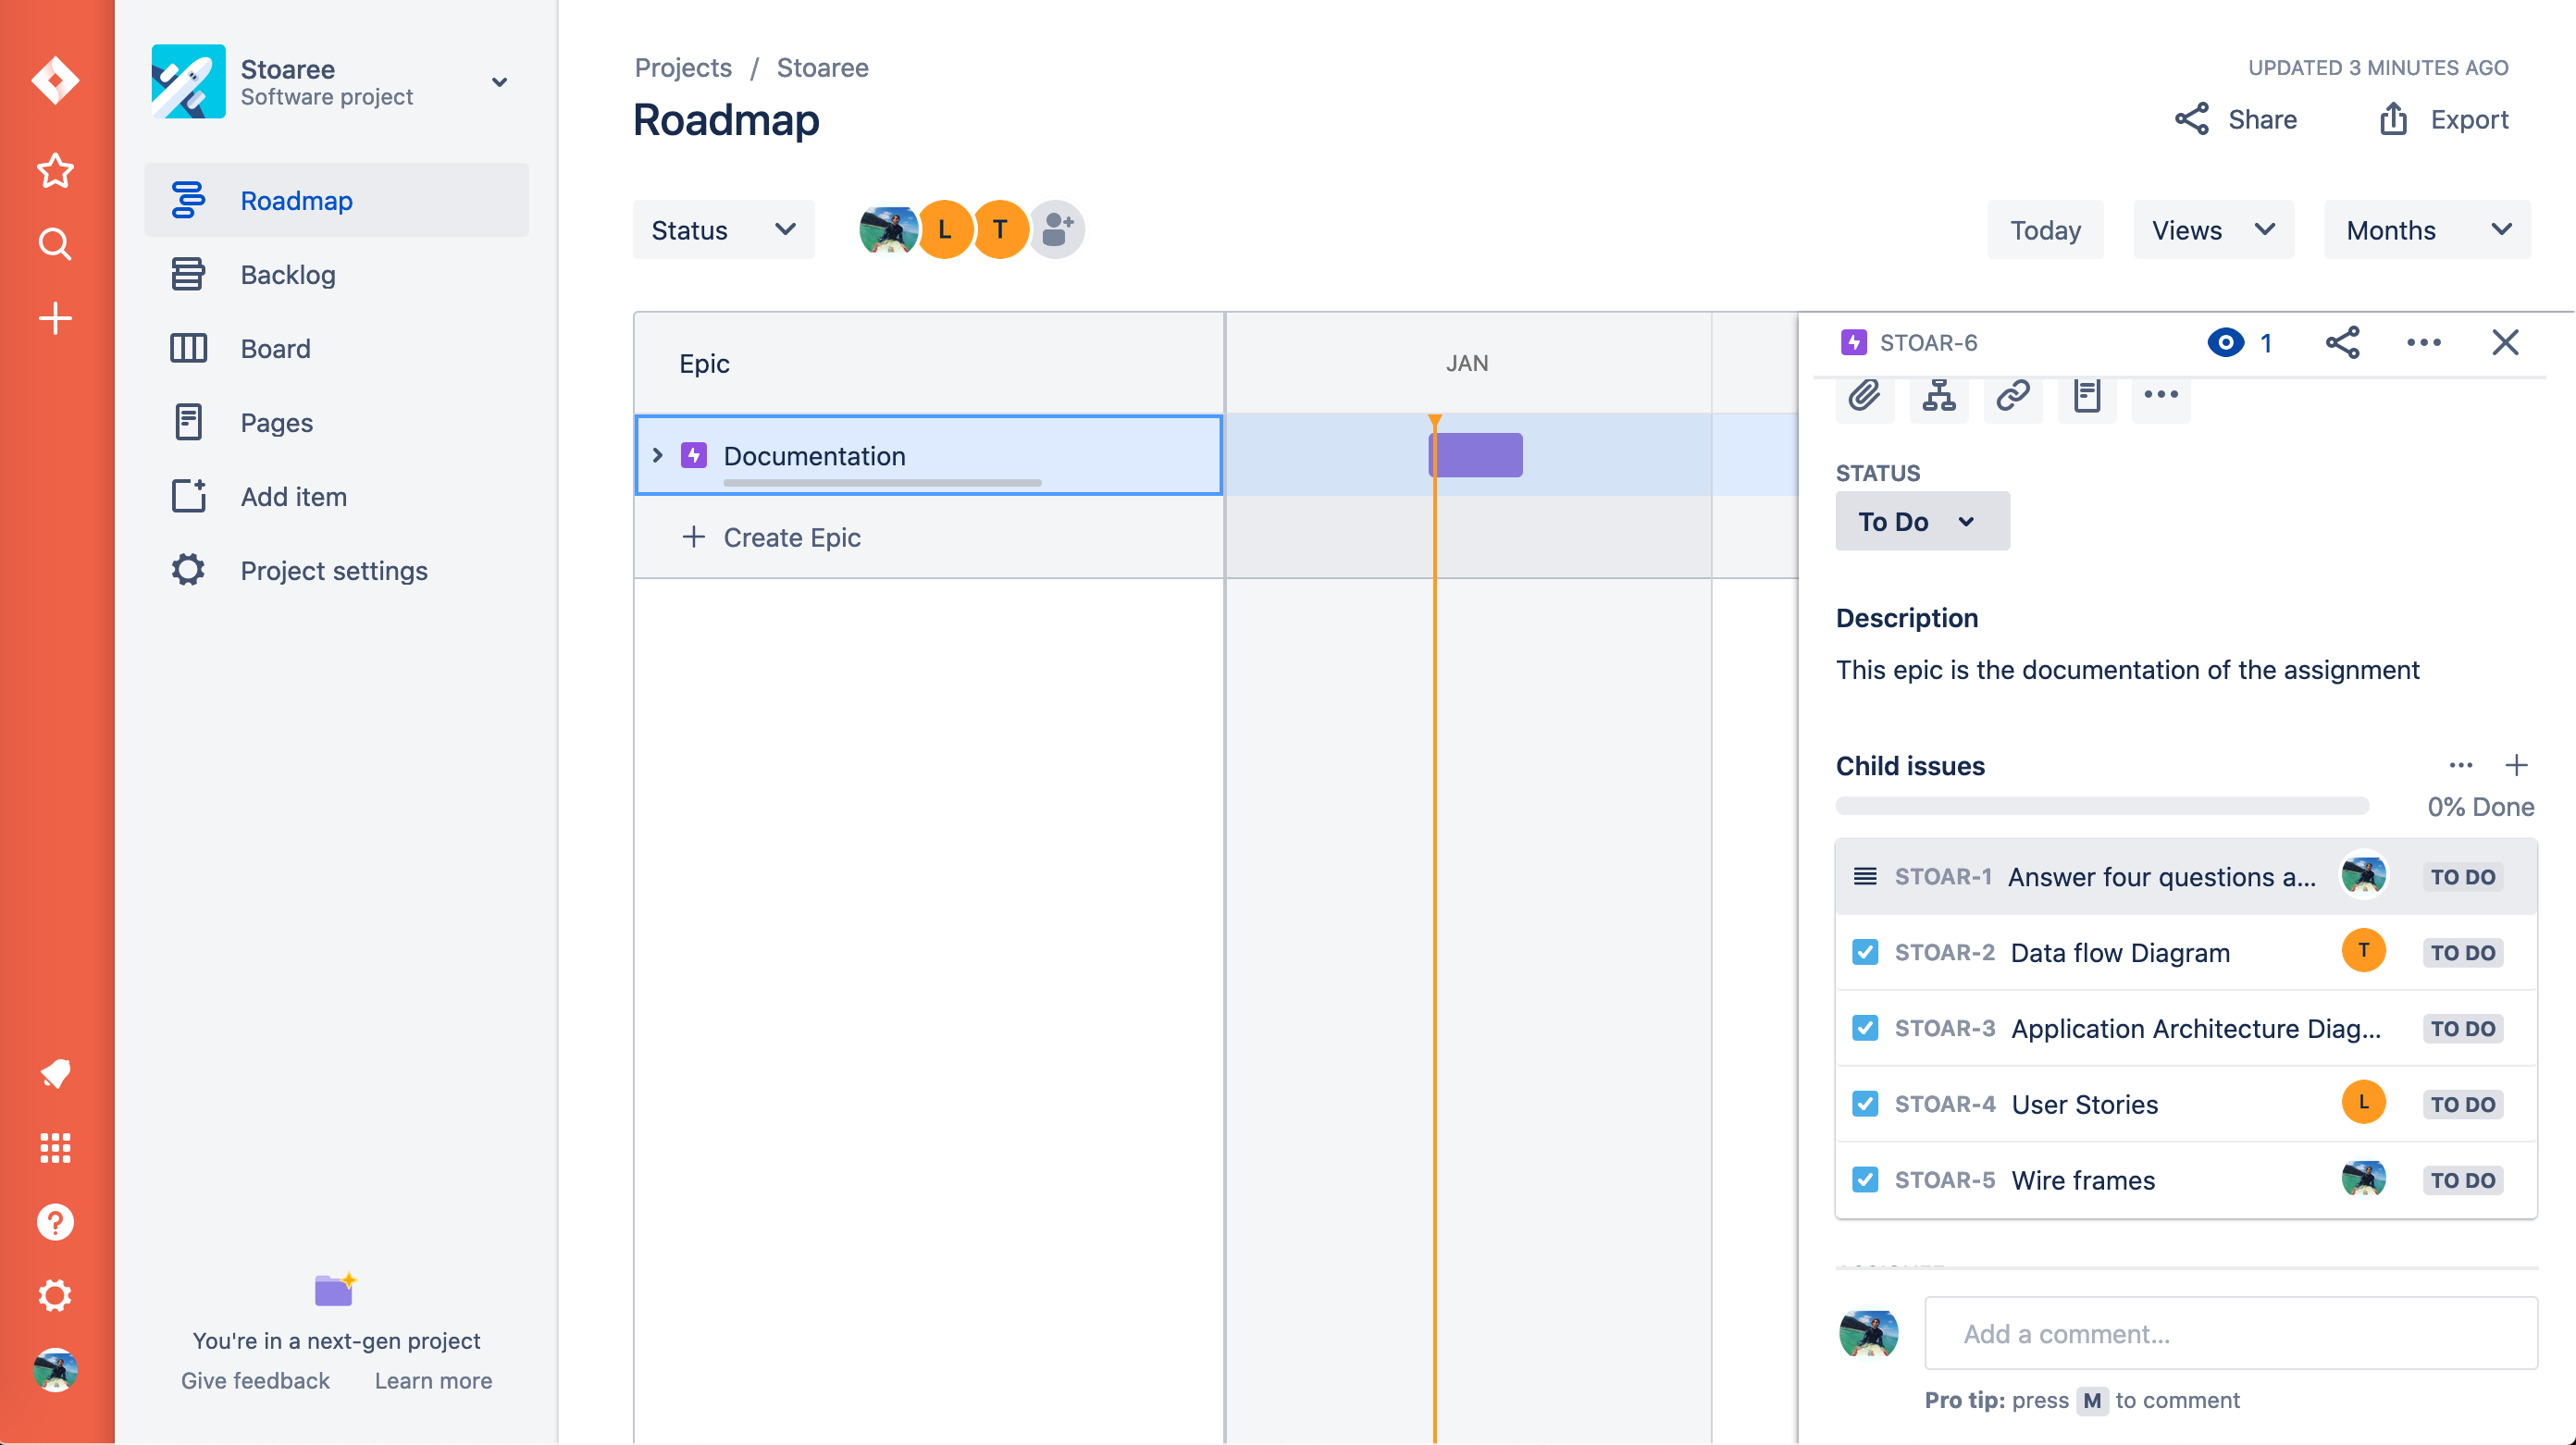 Stoaree
Software project
Roadmap
Backlog
Board
Pages
Add item
Project settings
You're in a next-gen project
Give feedback Learn more
Projects / Stoaree
UPDATED 3 MINUTES AGO
Roadmap
Share Export
Status L T Today Views Months
Epic JAN
Documentation
Create Epic
STOAR-6 1
STATUS
To Do
Description
This epic is the documentation of the assignment
Child issues
0% Done
STOAR-1 Answer four questions a... TO DO
STOAR-2 Data flow Diagram T TO DO
STOAR-3 Application Architecture Diag... TO DO
STOAR-4 User Stories L TO DO
STOAR-5 Wire frames TO DO
Add a comment...
Pro tip: press M to comment